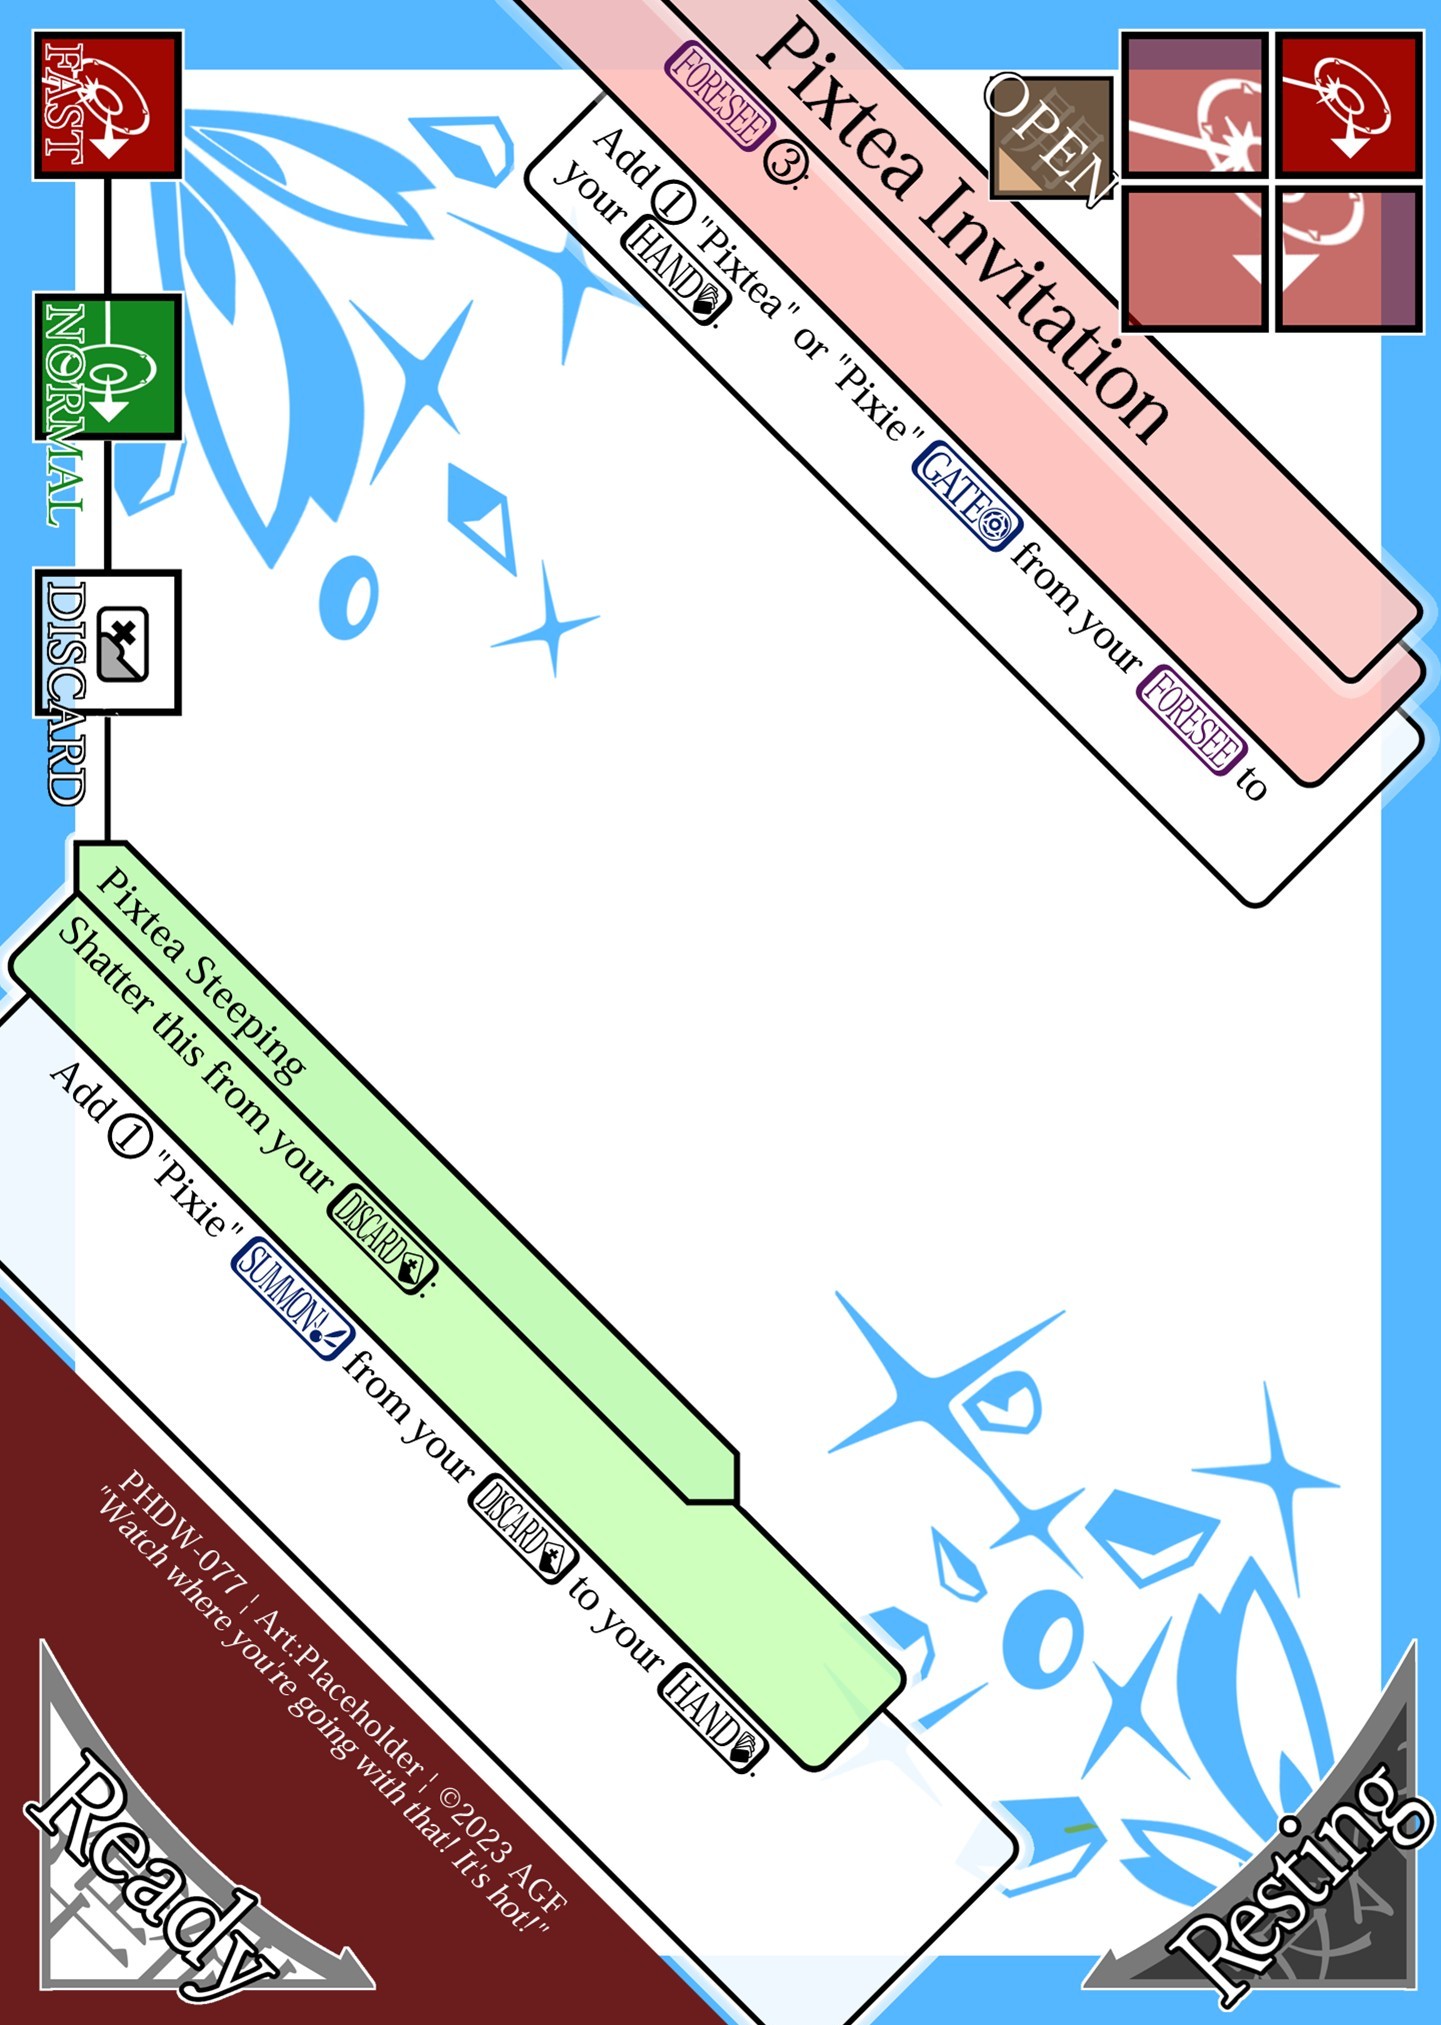 Pixtea Invitation
FORESEE 3:
Add 1 "Pixtea" or "Pixie" GATE from your FORESEE to
your HAND.
OPEN
FAST
NORMAL
DISCARD
Pixtea Steeping
Shatter this from your DISCARD:
Add 1 "Pixie" SUMMON from your DISCARD to your HAND.
PHDW-077 ¦ Art:Placeholder ¦ ©2023 AGF
"Watch where you're going with that! It's hot!"
Ready
Resting